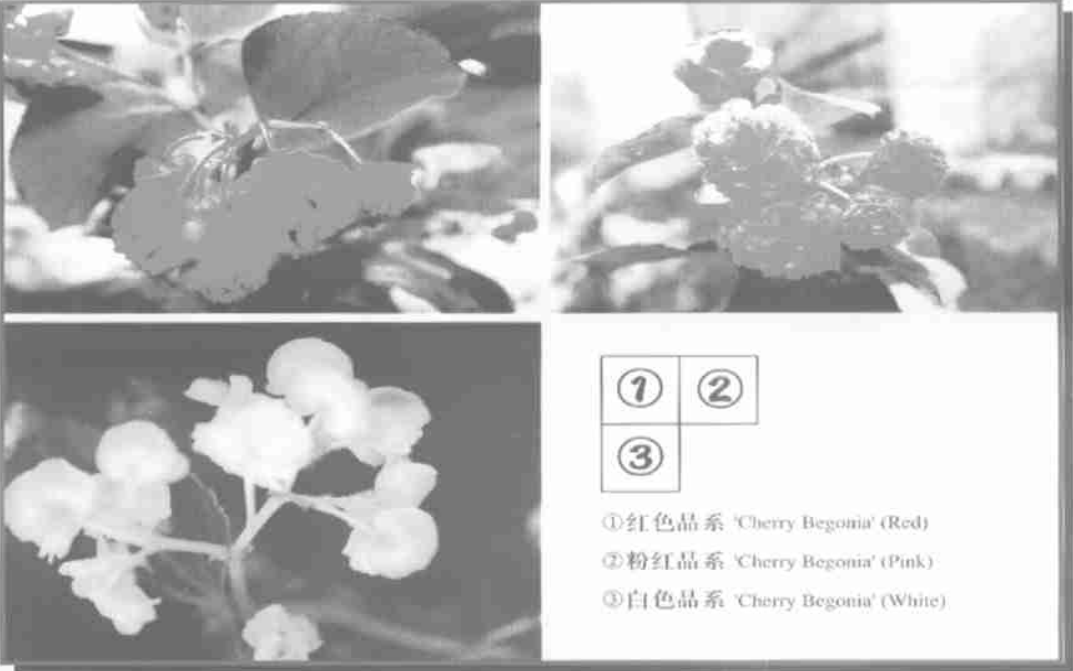 ① ②
③
①红色品系 'Cherry Begonia' (Red)
②粉红品系 'Cherry Begonia' (Pink)
③白色品系 'Cherry Begonia' (White)